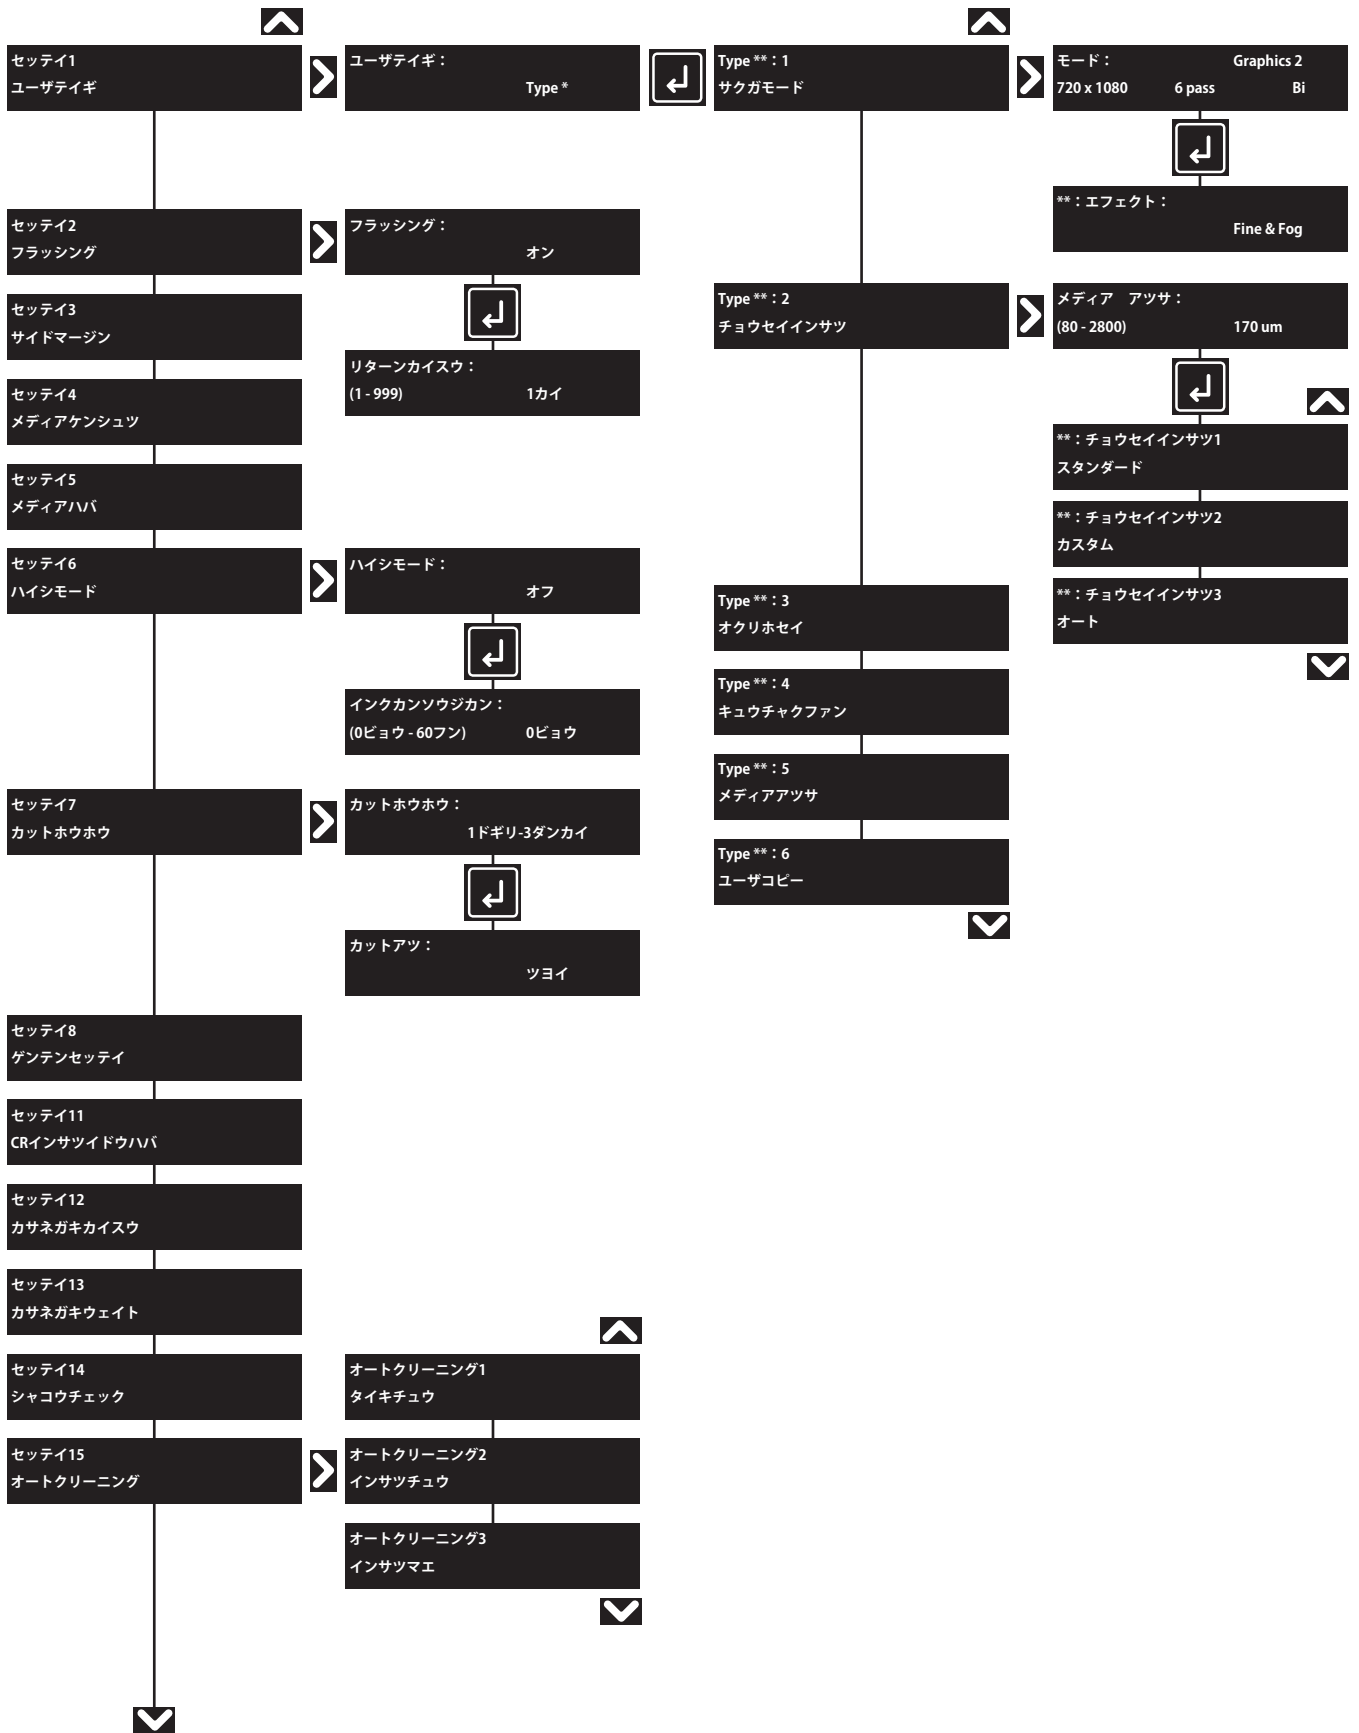 セッテイ1
ユーザテイギ
ユーザテイギ：
Type *
Type **：1
サクガモード
モード： Graphics 2
720 x 1080 6 pass Bi
**：エフェクト：
Fine & Fog
セッテイ2
フラッシング
フラッシング：
オン
リターンカイスウ：
(1 - 999) 1カイ
セッテイ3
サイドマージン
セッテイ4
メディアケンシュツ
セッテイ5
メディアハバ
セッテイ6
ハイシモード
ハイシモード：
オフ
インクカンソウジカン：
(0ビョウ - 60フン) 0ビョウ
セッテイ7
カットホウホウ
カットホウホウ：
1ドギリ-3ダンカイ
カットアツ：
ツヨイ
セッテイ8
ゲンテンセッテイ
セッテイ11
CRインサツイドウハバ
セッテイ12
カサネガキカイスウ
セッテイ13
カサネガキウェイト
セッテイ14
シャコウチェック
セッテイ15
オートクリーニング
オートクリーニング1
タイキチュウ
オートクリーニング2
インサツチュウ
オートクリーニング3
インサツマエ
Type **：2
チョウセイインサツ
メディア　アツサ：
(80 - 2800) 170 um
**：チョウセイインサツ1
スタンダード
**：チョウセイインサツ2
カスタム
**：チョウセイインサツ3
オート
Type **：3
オクリホセイ
Type **：4
キュウチャクファン
Type **：5
メディアアツサ
Type **：6
ユーザコピー